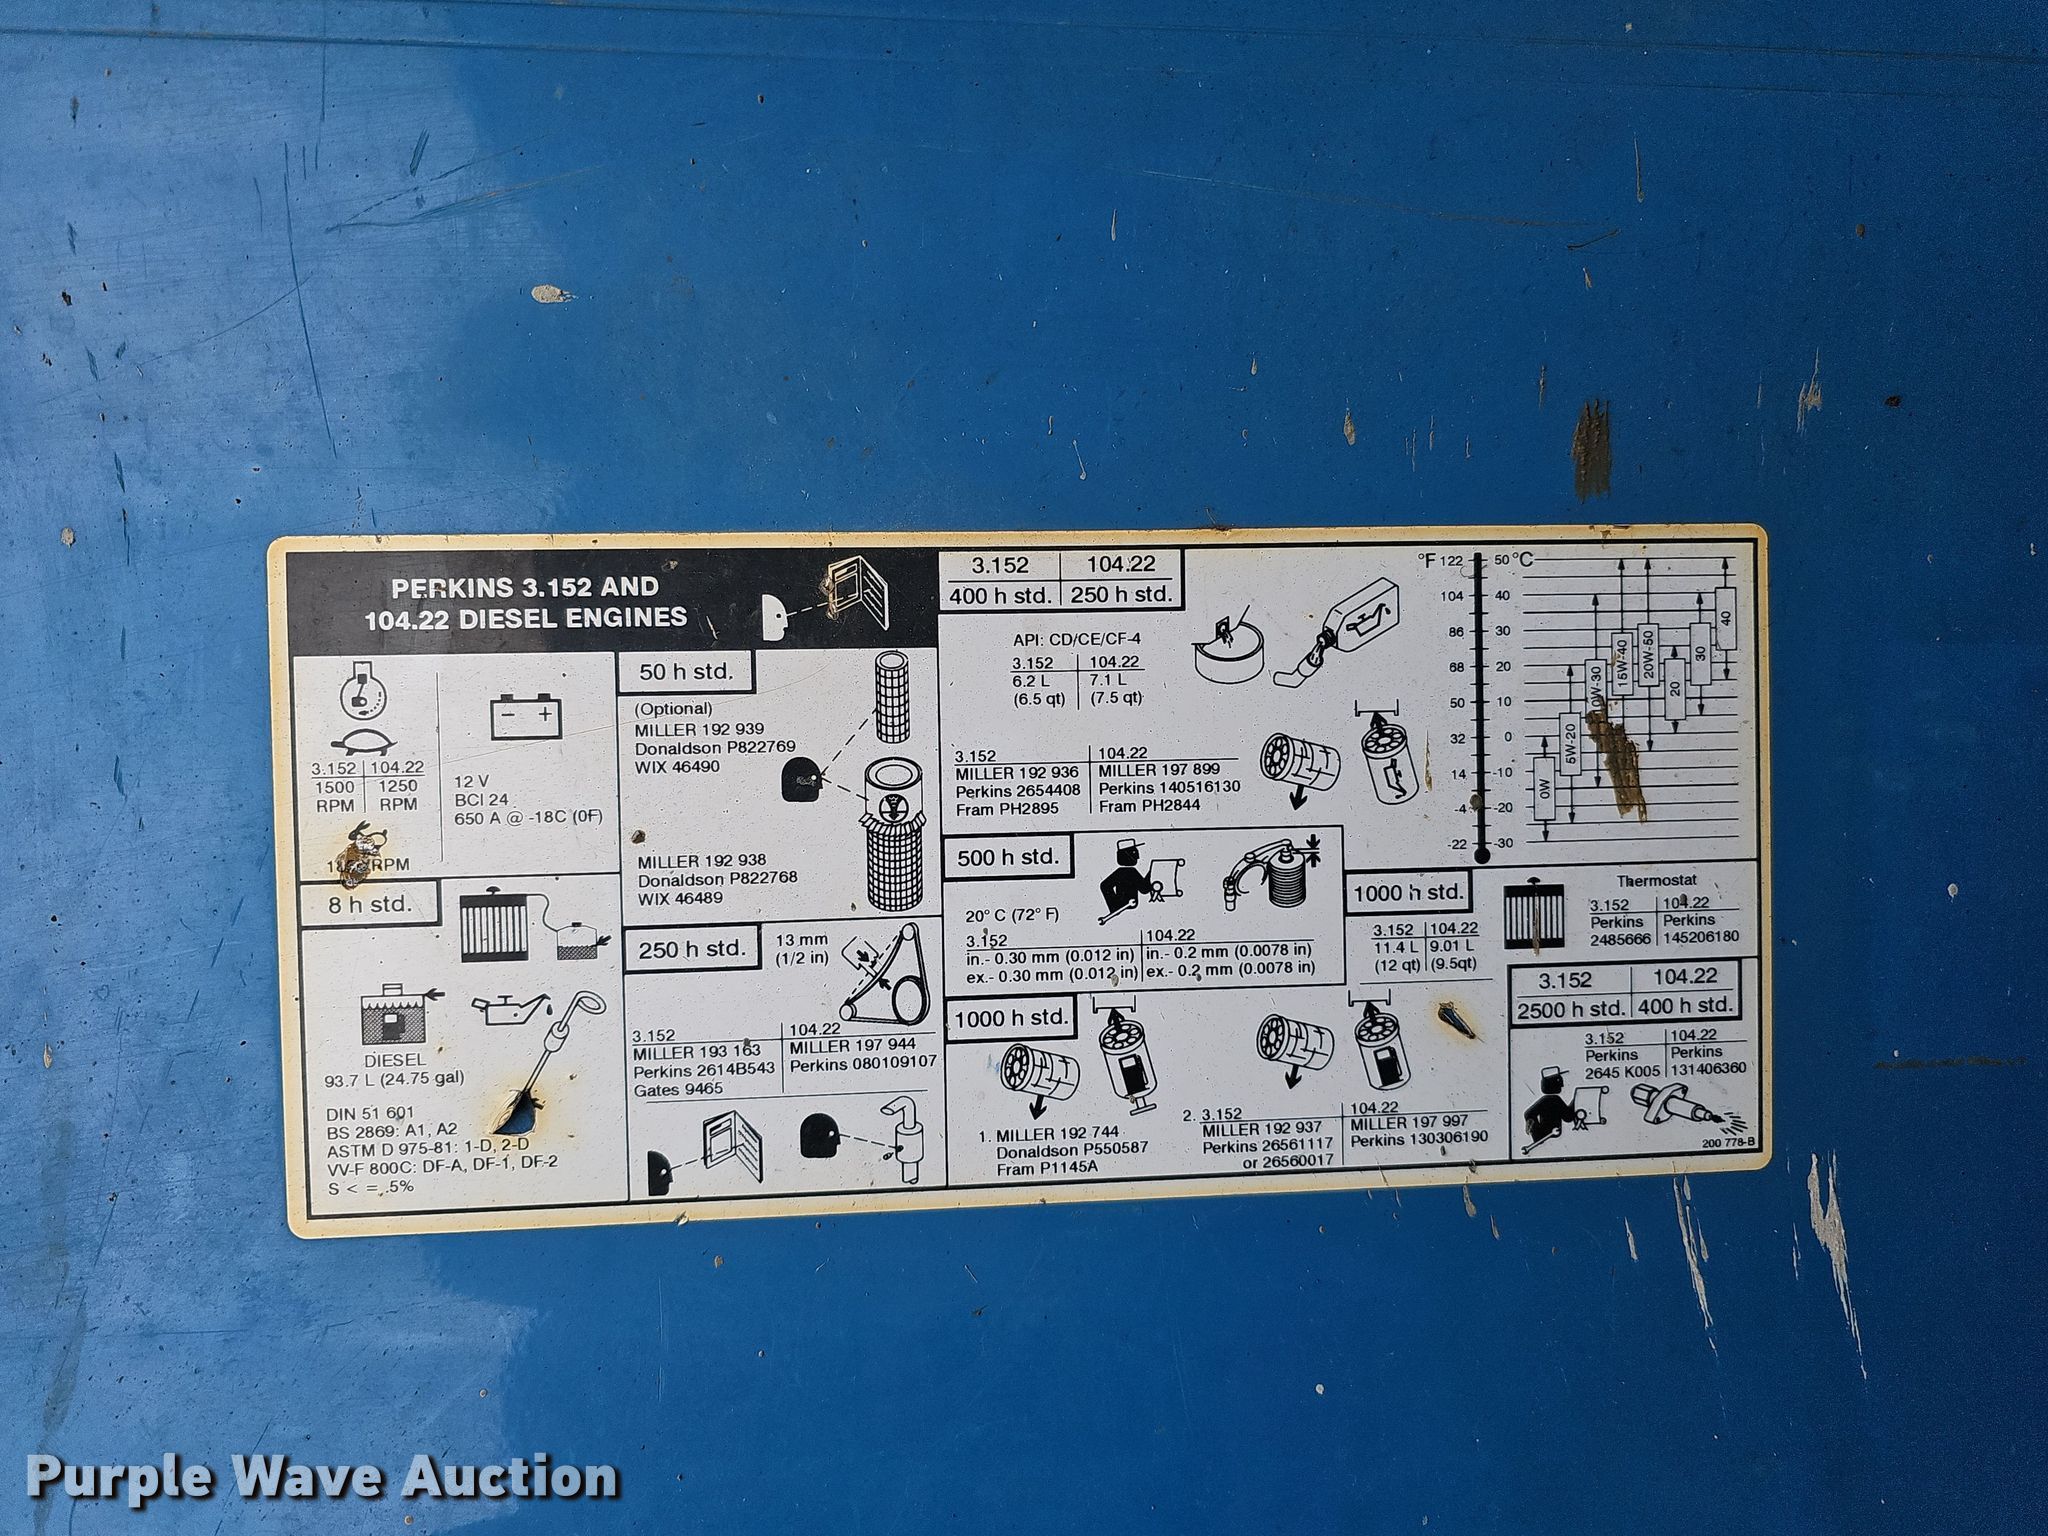 PERKINS 3.152 AND
104.22 DIESEL ENGINES
3.152 104.22
1500 1250
RPM RPM
RPM
12 V
BCI 24
650 A @ -18C (0F)
8 h std.
DIESEL
93.7 L (24.75 gal)
DIN 51 601
BS 2869: A1, A2
ASTM D 975-81: 1-D, 2-D
VV-F 800C: DF-A, DF-1, DF-2
S < = .5%
50 h std.
(Optional)
MILLER 192 939
Donaldson P822769
WIX 46490
MILLER 192 938
Donaldson P822768
WIX 46489
250 h std.
13 mm
(1/2 in)
3.152 104.22
MILLER 193 163 MILLER 197 944
Perkins 2614B543 Perkins 080109107
Gates 9465
3.152 104.22
400 h std. 250 h std.
API: CD/CE/CF-4
3.152 104.22
6.2 L 7.1 L
(6.5 qt) (7.5 qt)
3.152 104.22
MILLER 192 936 MILLER 197 899
Perkins 2654408 Perkins 140516130
Fram PH2895 Fram PH2844
500 h std.
20° C (72° F)
3.152 104.22
in.- 0.30 mm (0.012 in) in.- 0.2 mm (0.0078 in)
ex.- 0.30 mm (0.012 in) ex.- 0.2 mm (0.0078 in)
1000 h std.
1. MILLER 192 744
Donaldson P550587
Fram P1145A
2. 3.152 104.22
MILLER 192 937 MILLER 197 997
Perkins 26561117 Perkins 130306190
or 26560017
°F 122 50 °C
104 40
86 30
68 20
50 10
32 0
14 -10
-4 -20
-22 -30
0W
5W-20
10W-30
15W-40
20W-50
20
30
40
1000 h std.
3.152 104.22
11.4 L 9.01 L
(12 qt) (9.5qt)
Thermostat
3.152 104.22
Perkins Perkins
2485666 145206180
3.152 104.22
2500 h std. 400 h std.
3.152 104.22
Perkins Perkins
2645 K005 131406360
200 778-B
Purple Wave Auction